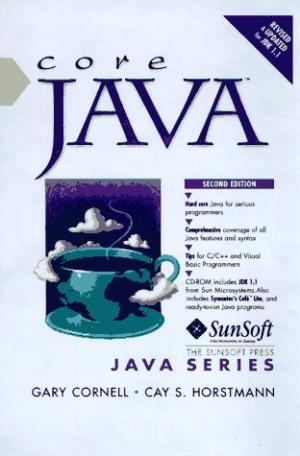 REVISED
& UPDATED
for JDK 1.1
core
JAVA™
SECOND EDITION
Hard core Java for serious
programmers
Comprehensive coverage of all
Java features and syntax
Tips for C/C++ and Visual
Basic Programmers
CD-ROM includes JDK 1.1
from Sun Microsystems. Also
includes Symantec's Café™ Lite, and
ready-to-run Java programs
SunSoft
THE SUNSOFT PRESS
JAVA SERIES
GARY CORNELL • CAY S. HORSTMANN